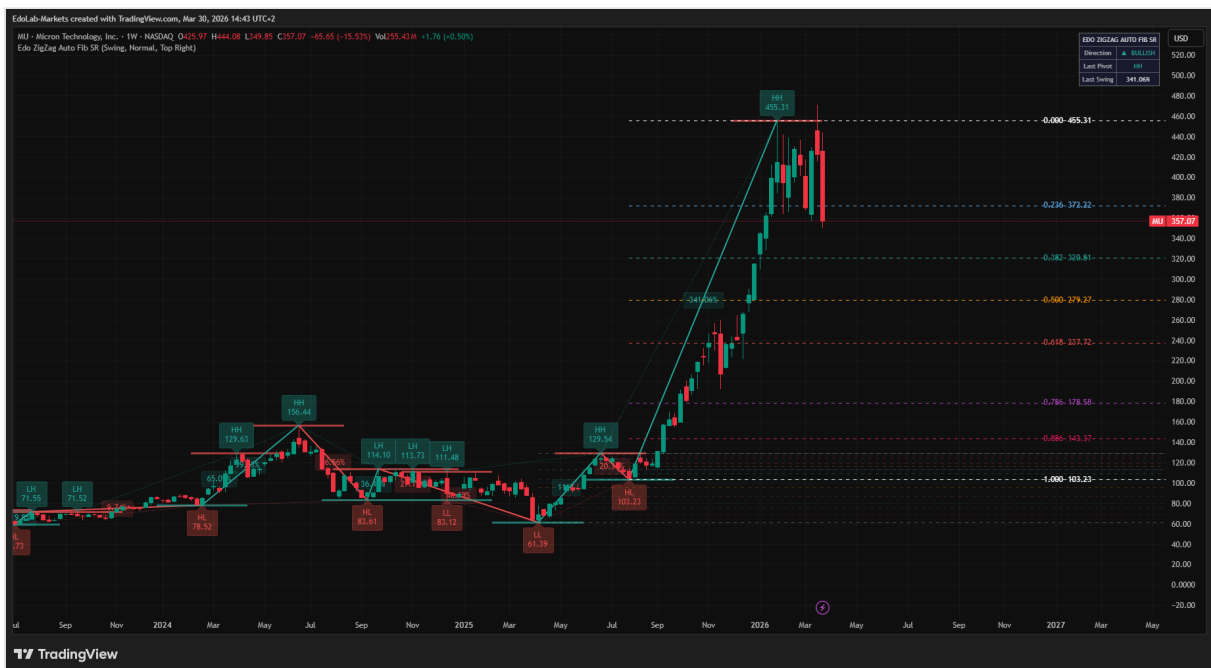 EdoLab-Markets created with TradingView.com, Mar 30, 2026 14:43 UTC+2
MU · Micron Technology, Inc. · 1W · NASDAQ O425.97 H444.08 L349.85 C357.07 -65.65 (-15.53%) Vol255.43M +1.76 (+0.50%)
Edo ZigZag Auto Fib SR (Swing, Normal, Top Right)
EDO ZIGZAG AUTO FIB SR
Direction ▲ BULLISH
Last Pivot HH
Last Swing 341.06%
USD
520.00
500.00
480.00
460.00
440.00
420.00
400.00
380.00
MU 357.07
340.00
320.00
300.00
280.00
260.00
240.00
220.00
200.00
180.00
160.00
140.00
120.00
100.00
80.00
60.00
40.00
20.00
0.0000
-20.00
HH
455.31
0.000 455.31
0.236 372.22
0.382 320.81
0.500 279.27
0.618 237.72
0.786 178.58
0.886 143.37
1.000 103.23
341.06%
HH
156.44
HH
129.63
LH
114.10
LH
113.73
LH
111.48
HH
129.54
LH
71.55
LH
71.52
HL
78.52
HL
83.61
LL
83.12
LL
61.39
HL
103.23
Sep Nov 2024 Mar May Jul Sep Nov 2025 Mar May Jul Sep Nov 2026 Mar May Jul Sep Nov 2027 Mar May
TradingView